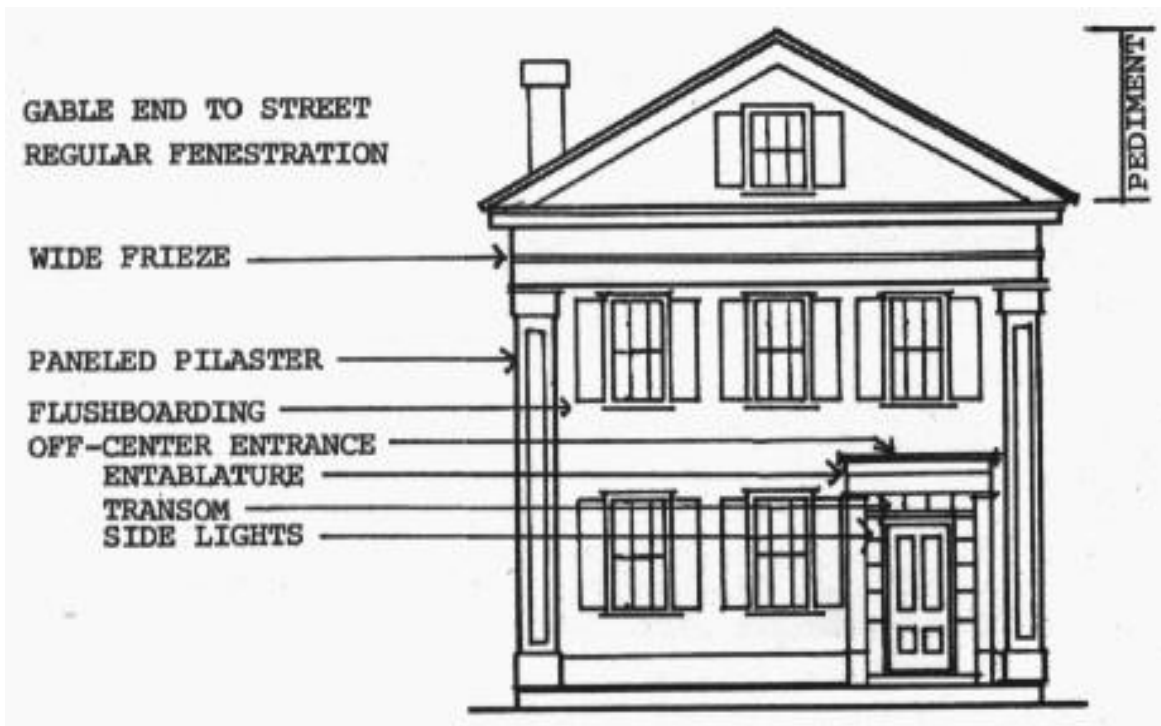 GABLE END TO STREET
REGULAR FENESTRATION
PEDIMENT
WIDE FRIEZE
PANELED PILASTER
FLUSHBOARDING
OFF-CENTER ENTRANCE
ENTABLATURE
TRANSOM
SIDE LIGHTS